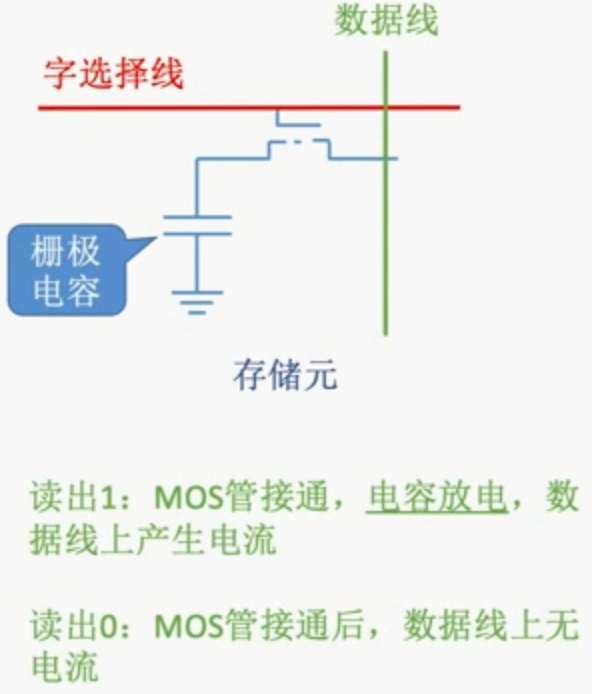 数据线
字选择线
栅极
电容
存储元
读出1：MOS管接通，电容放电，数
据线上产生电流
读出0：MOS管接通后，数据线上无
电流